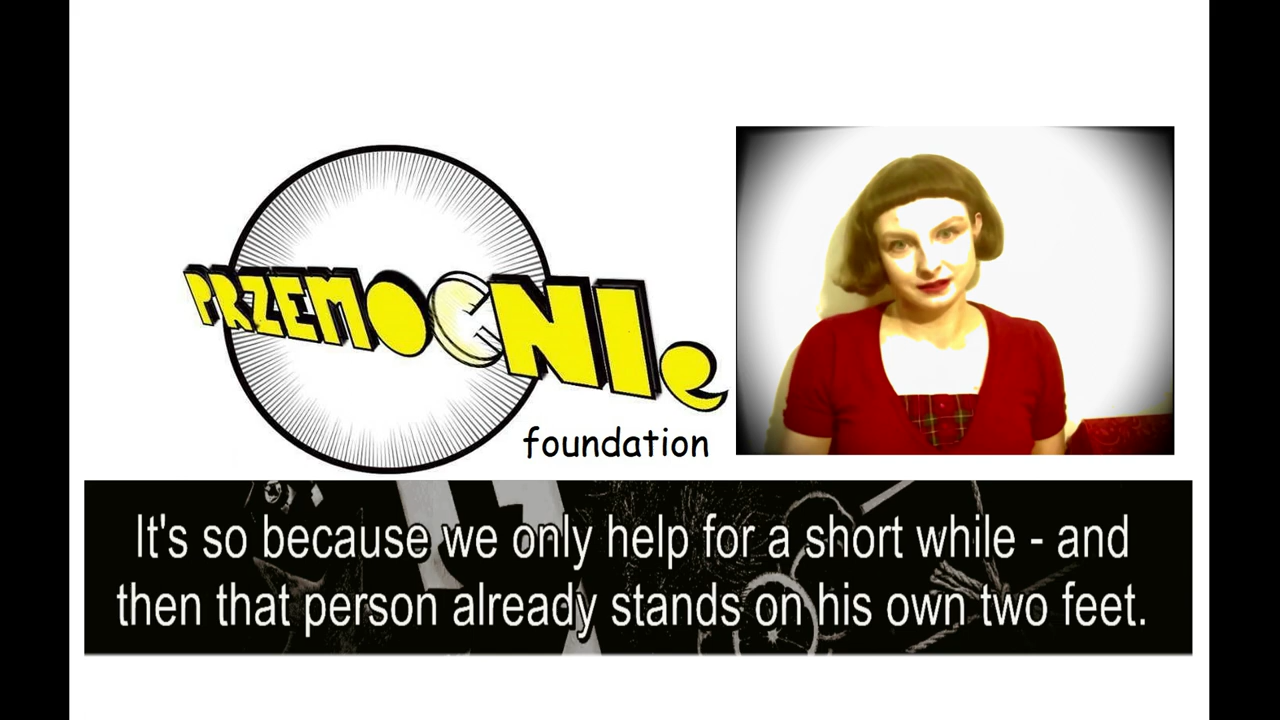 PRZEMOCNIe
foundation
It's so because we only help for a short while - and
then that person already stands on his own two feet.